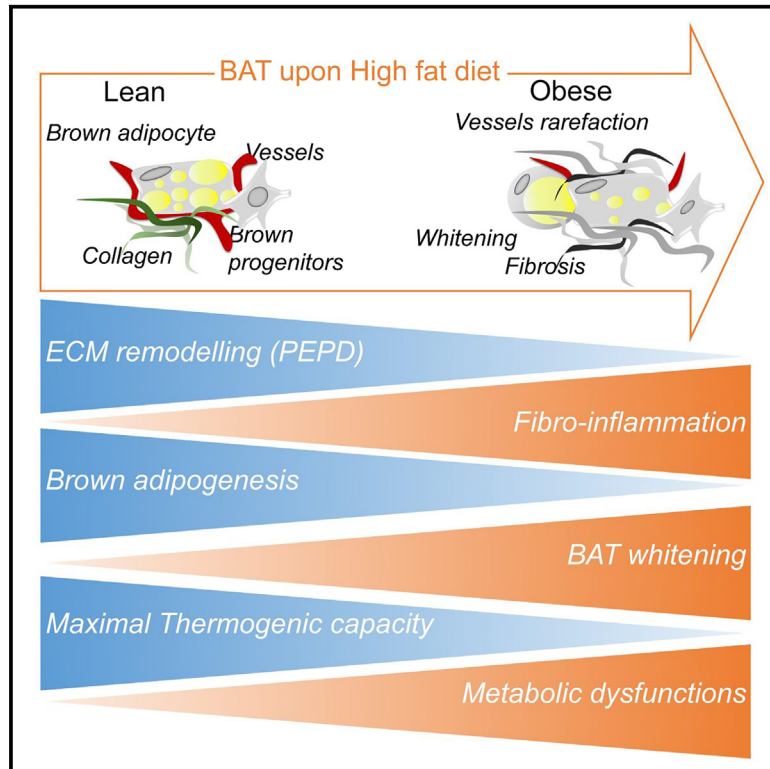 BAT upon High fat diet
Lean
Obese
Brown adipocyte
Vessels rarefaction
Vessels
Collagen
Brown
progenitors
Whitening
Fibrosis
ECM remodelling (PEPD)
Fibro-inflammation
Brown adipogenesis
BAT whitening
Maximal Thermogenic capacity
Metabolic dysfunctions